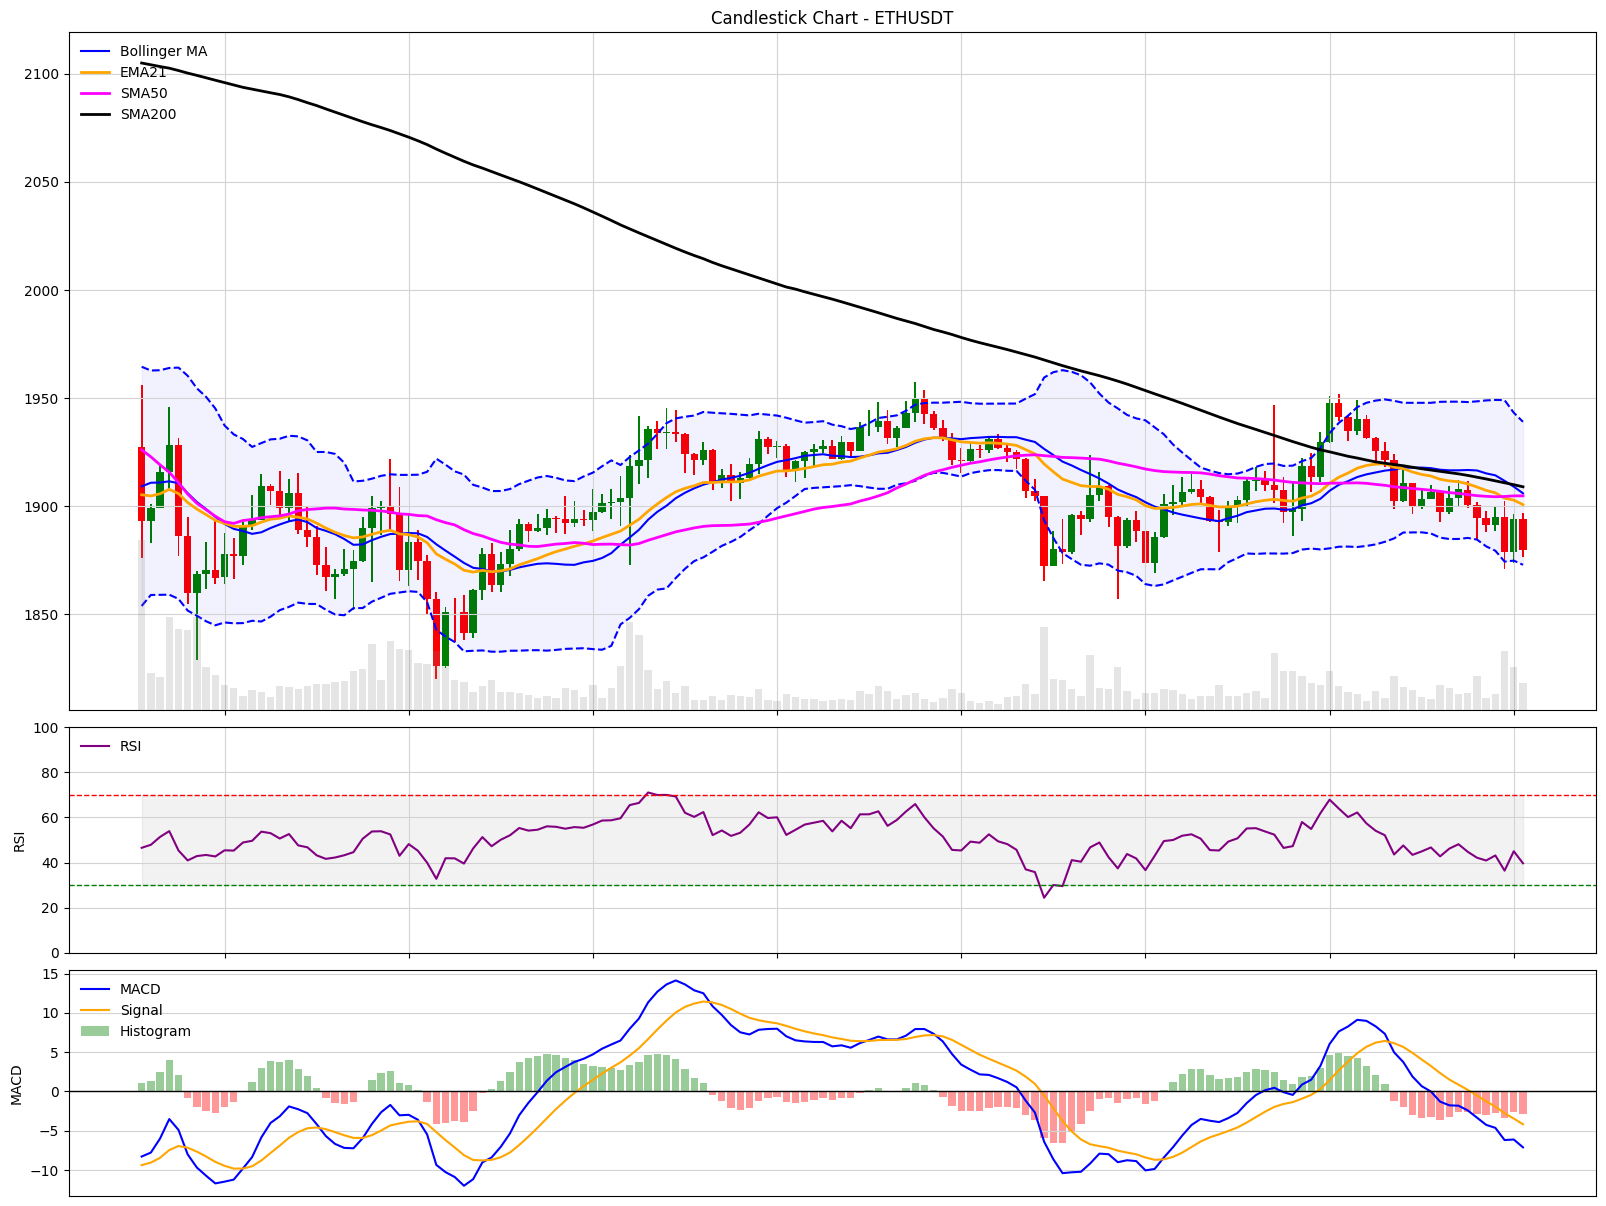 Candlestick Chart - ETHUSDT
Bollinger MA
EMA21
SMA50
SMA200
2100
2050
2000
1950
1900
1850
RSI
100
80
60
40
20
0
RSI
MACD
Signal
Histogram
15
10
5
0
−5
−10
MACD